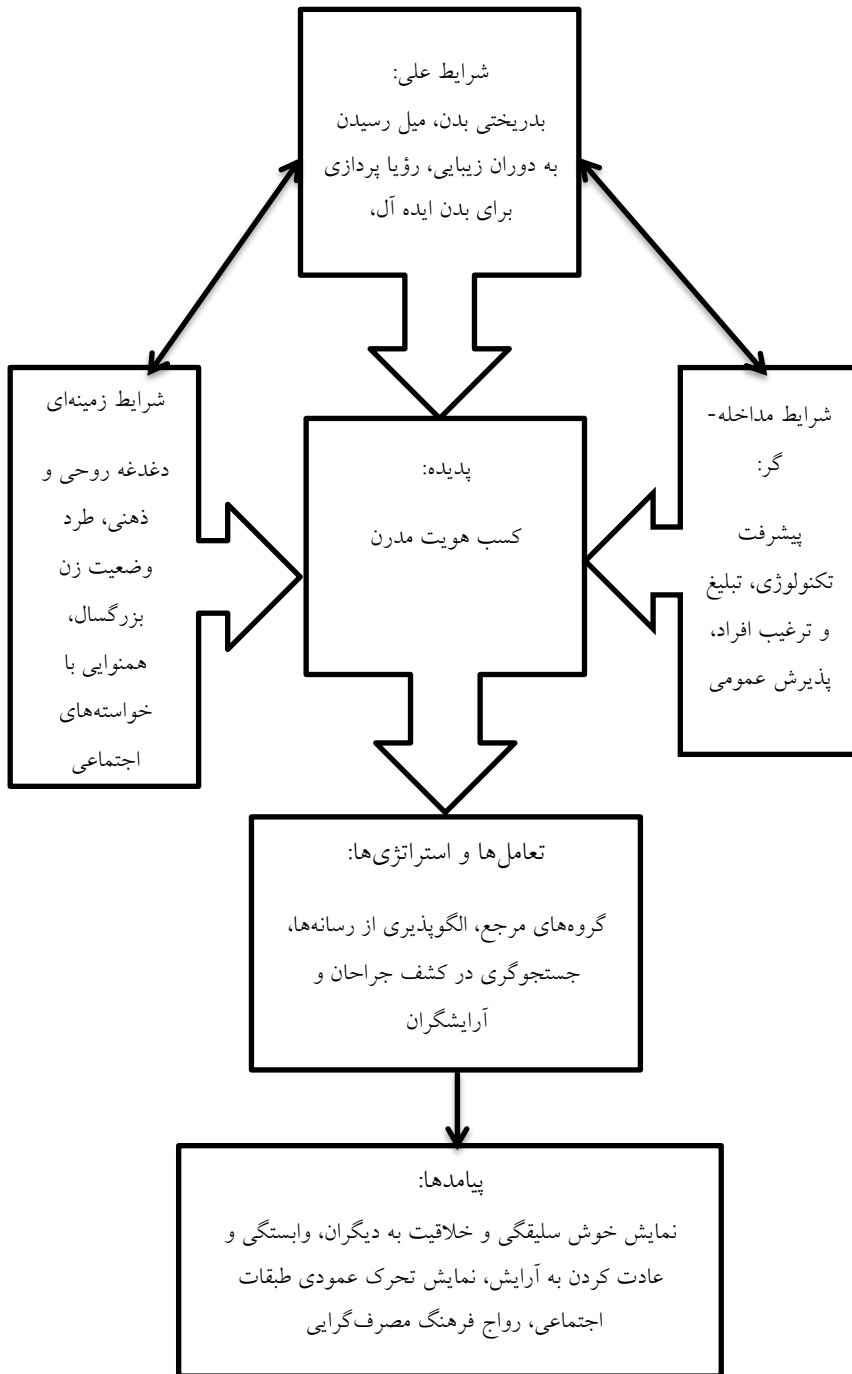 شرایط علی:
بدریختی بدن، میل رسیدن
به دوران زیبایی، رؤیا پردازی
برای بدن ایده آل،
شرایط مداخله-
گر:
پیشرفت
تکنولوژی، تبلیغ
و ترغیب افراد،
پذیرش عمومی
پدیده:
کسب هویت مدرن
شرایط زمینه‌ای
دغدغه روحی و
ذهنی، طرد
وضعیت زن
بزرگسال،
همنوایی با
خواسته‌های
اجتماعی
تعامل‌ها و استراتژی‌ها:
گروه‌های مرجع، الگوپذیری از رسانه‌ها،
جستجوگری در کشف جراحان و
آرایشگران
پیامدها:
نمایش خوش سلیقگی و خلاقیت به دیگران، وابستگی و
عادت کردن به آرایش، نمایش تحرک عمودی طبقات
اجتماعی، رواج فرهنگ مصرف‌گرایی